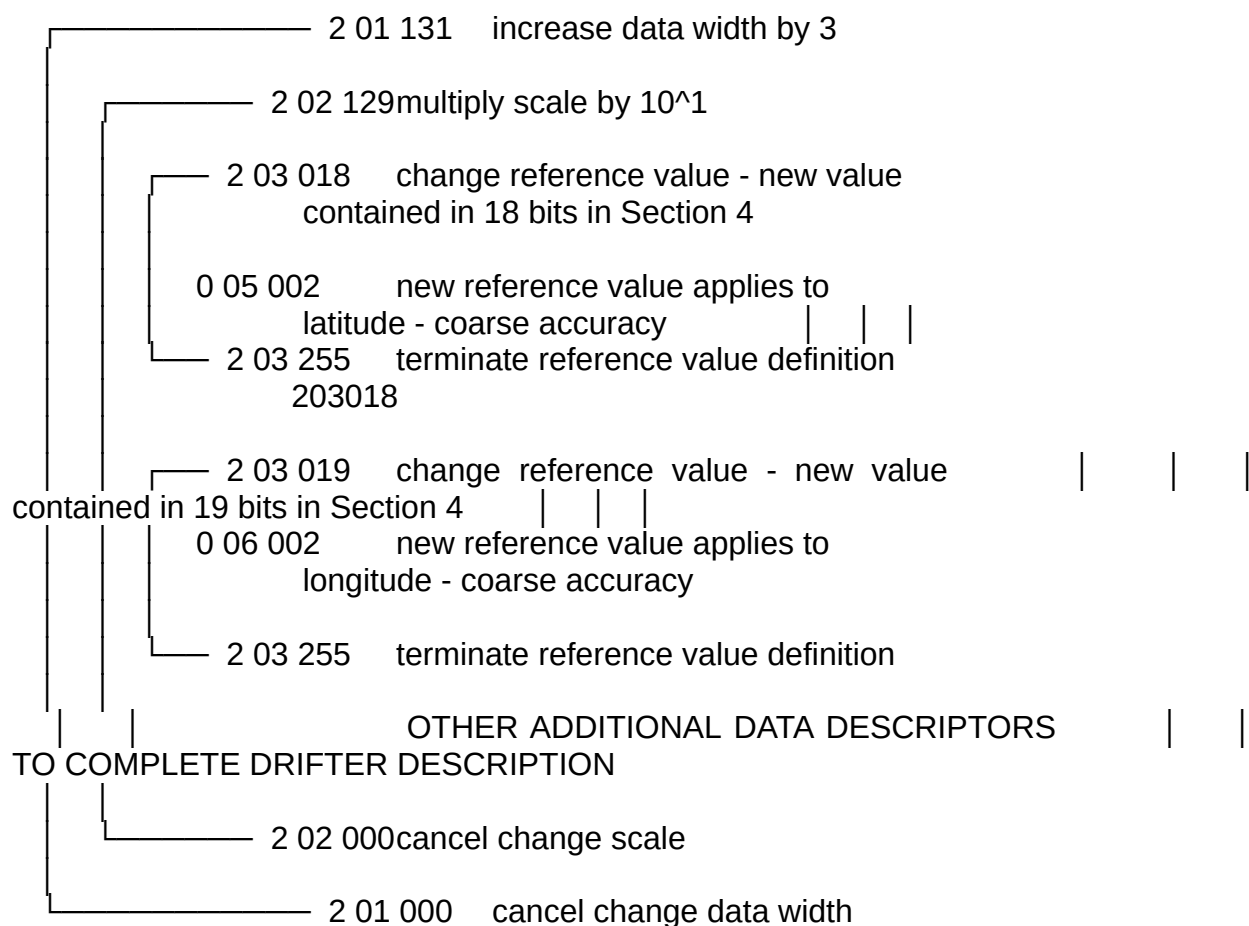 2 01 131 increase data width by 3
2 02 129multiply scale by 10^1
2 03 018 change reference value - new value
contained in 18 bits in Section 4
0 05 002 new reference value applies to
latitude - coarse accuracy
2 03 255 terminate reference value definition
203018
2 03 019 change reference value - new value
contained in 19 bits in Section 4
0 06 002 new reference value applies to
longitude - coarse accuracy
2 03 255 terminate reference value definition
OTHER ADDITIONAL DATA DESCRIPTORS
TO COMPLETE DRIFTER DESCRIPTION
2 02 000cancel change scale
2 01 000 cancel change data width